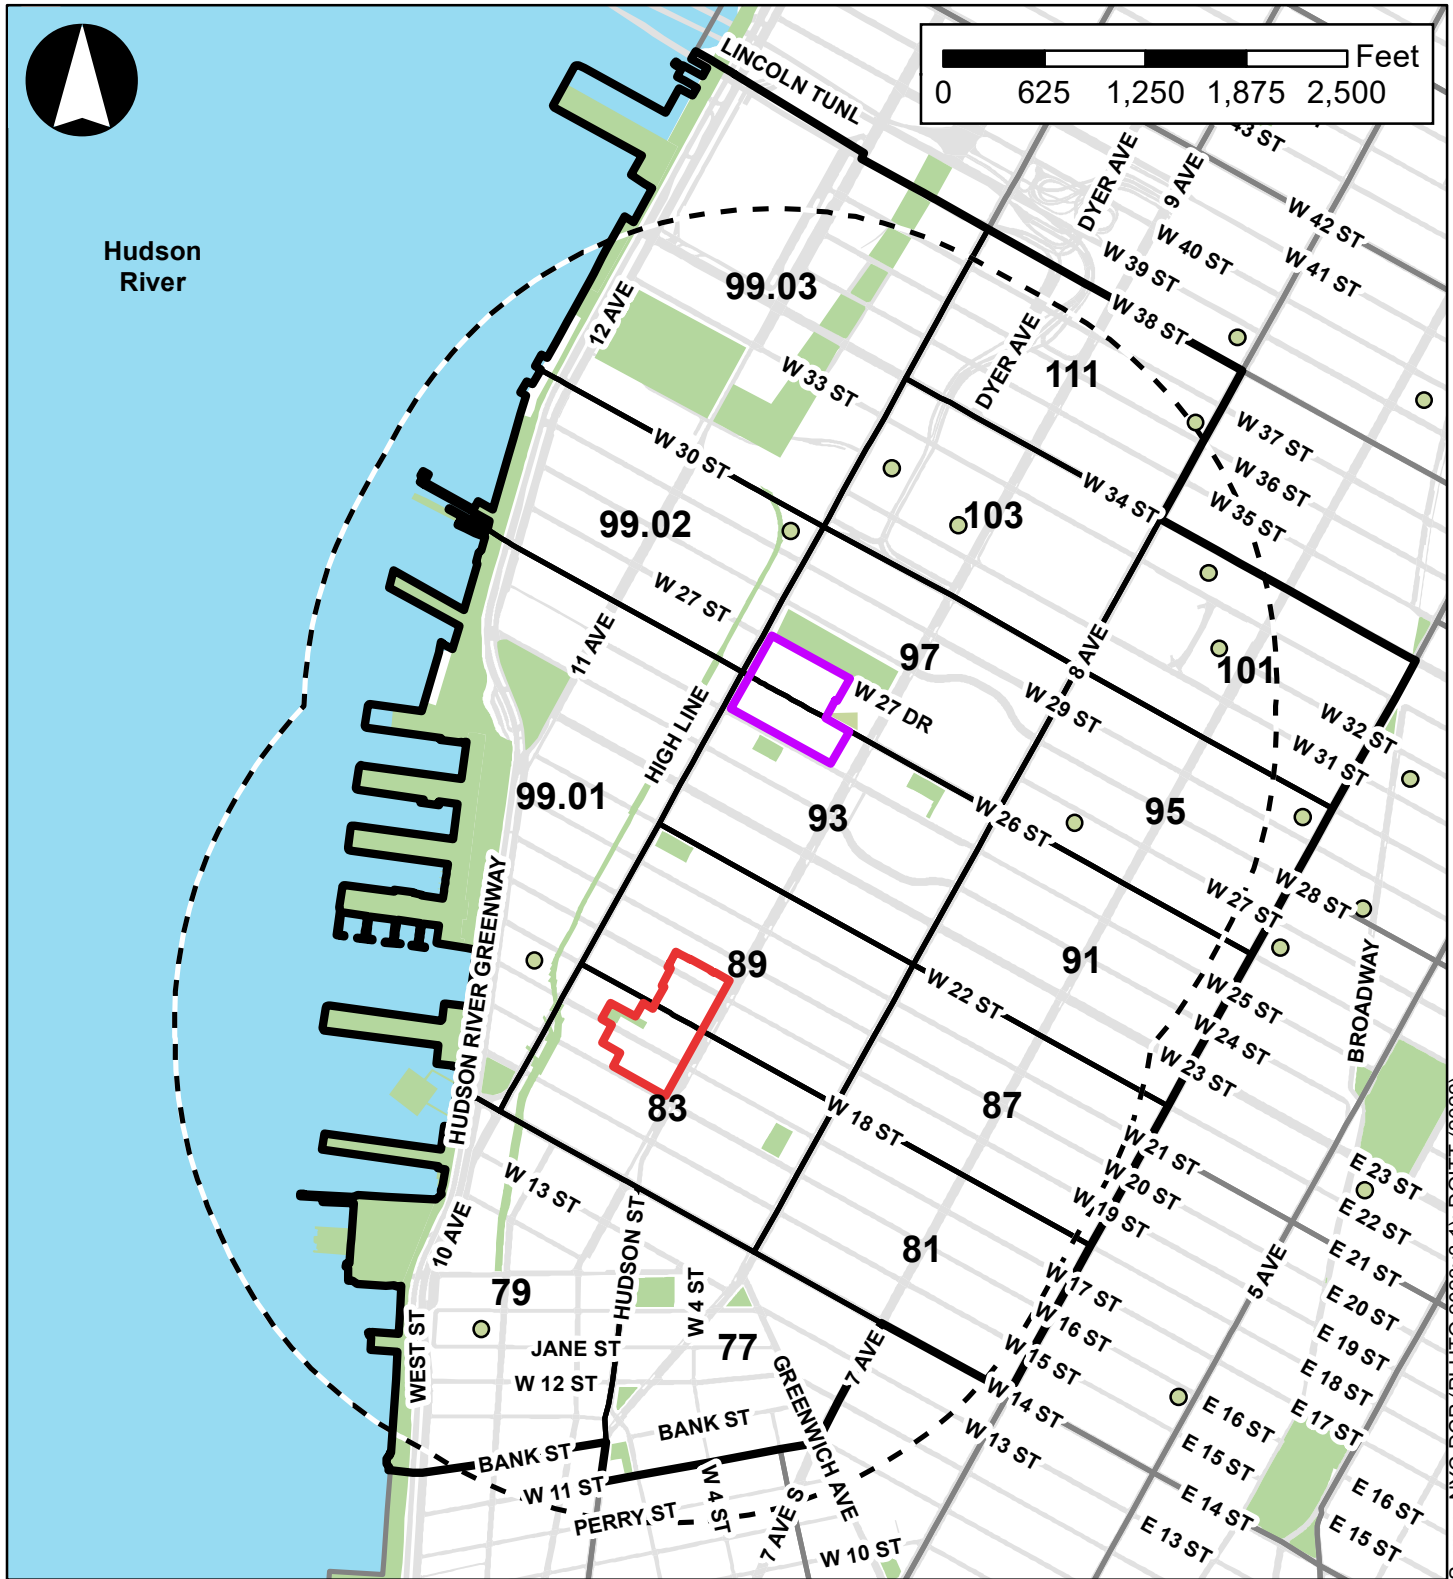 LINCOLN TUNL
Feet
0 625 1,250 1,875 2,500
43 ST
DYER AVE
9 AVE
W 42 ST
W 41 ST
W 40 ST
W 39 ST
W 38 ST
Hudson
River
99.03
12 AVE
DYER AVE
111
W 33 ST
W 37 ST
W 36 ST
W 35 ST
W 30 ST
W 34 ST
99.02
103
W 27 ST
11 AVE
97
8 AVE
101
W 27 DR
W 29 ST
W 32 ST
W 31 ST
HIGH LINE
99.01
93
W 26 ST
95
W 28 ST
W 27 ST
HUDSON RIVER GREENWAY
89
91
W 22 ST
W 25 ST
W 24 ST
W 23 ST
BROADWAY
83
W 18 ST
87
W 21 ST
W 20 ST
W 19 ST
E 23 ST
E 22 ST
E 21 ST
E 20 ST
E 19 ST
E 18 ST
E 17 ST
W 13 ST
10 AVE
HUDSON ST
81
5 AVE
W 17 ST
W 16 ST
W 15 ST
W 14 ST
W 13 ST
79
W 4 ST
77
JANE ST
W 12 ST
WEST ST
7 AVE
GREENWICH AVE
BANK ST
BANK ST
W 11 ST
W 4 ST
PERRY ST
7 AVE S
W 10 ST
E 16 ST
E 15 ST
E 14 ST
E 13 ST
E 16 ST
E 15 ST